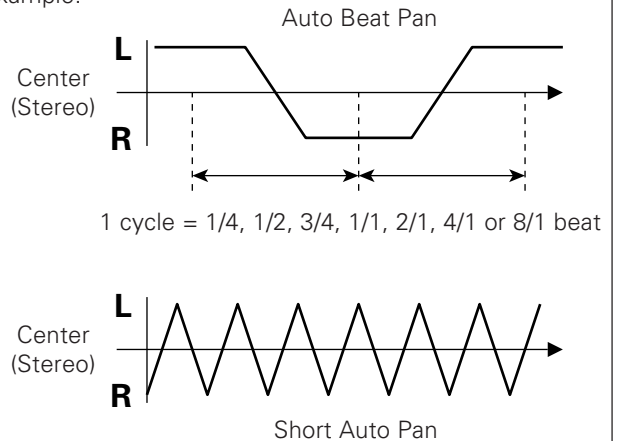 xample:
Auto Beat Pan
L
Center
(Stereo)
R
1 cycle = 1/4, 1/2, 3/4, 1/1, 2/1, 4/1 or 8/1 beat
L
Center
(Stereo)
R
Short Auto Pan